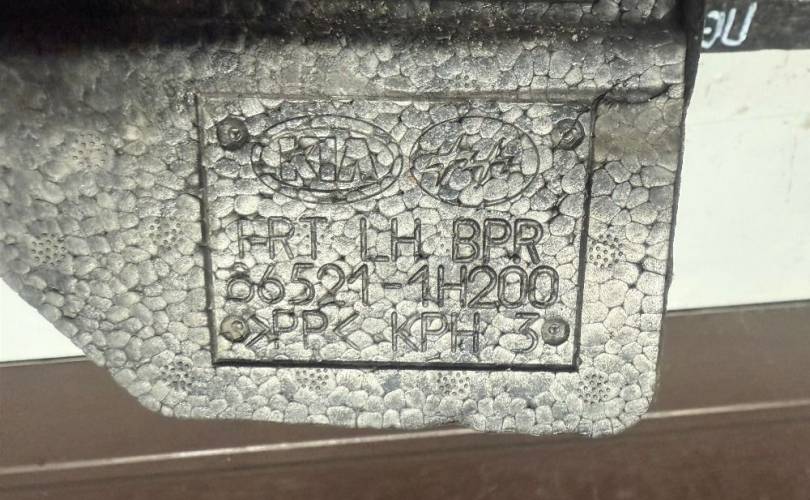 KIA
FRT LH BPR
86521-1H200
>PP< KPH 3